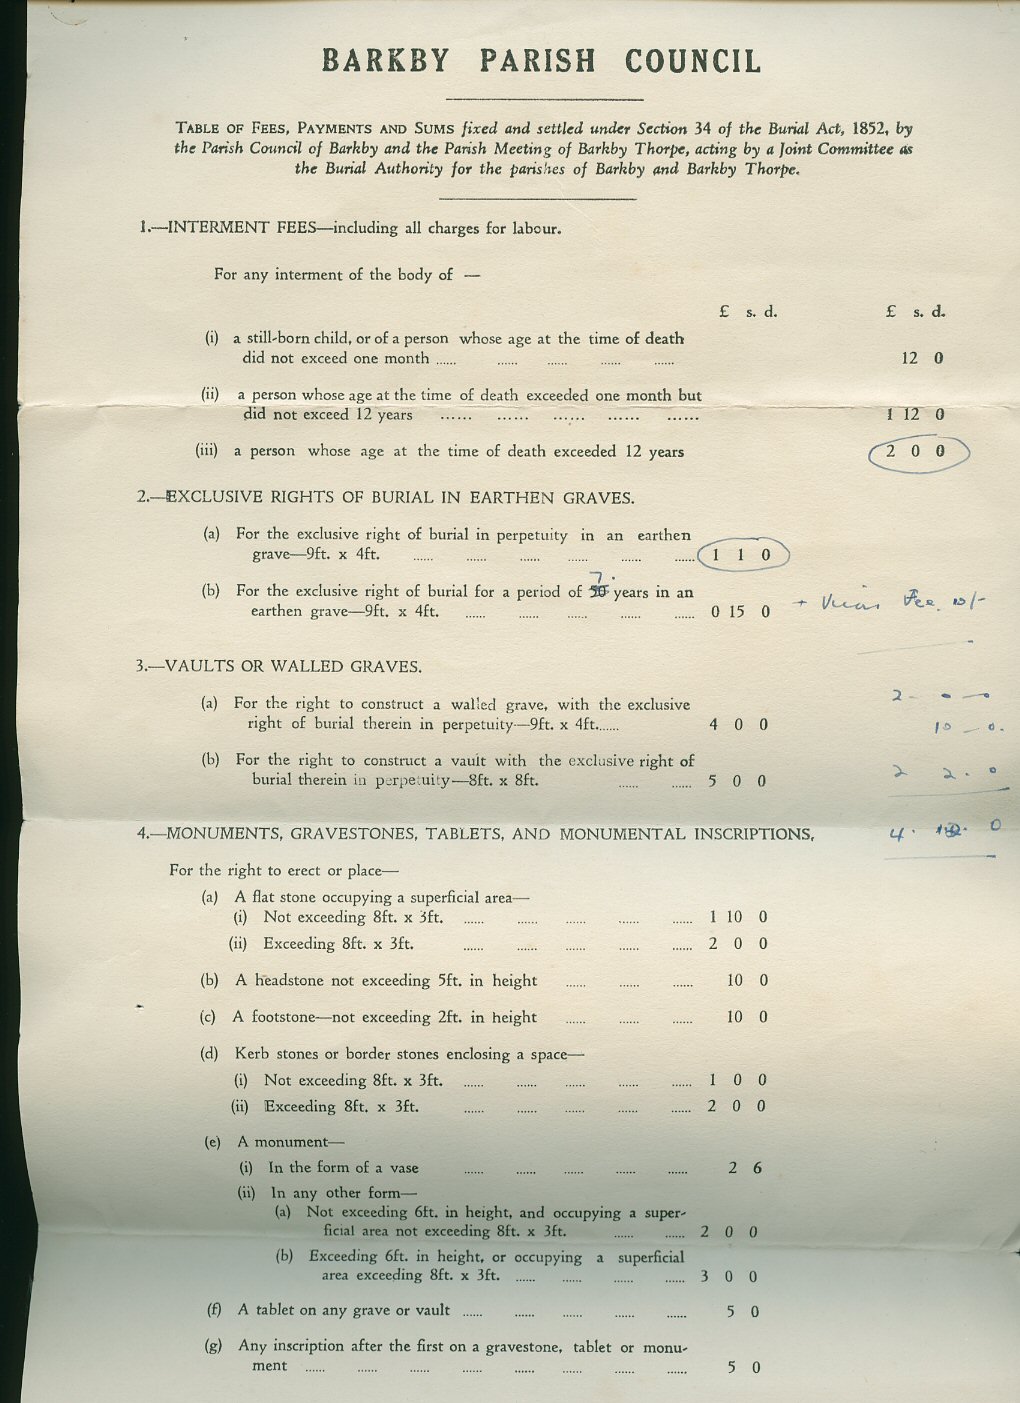 BARKBY PARISH COUNCIL
TABLE OF FEES, PAYMENTS AND SUMS fixed and settled under Section 34 of the Burial Act, 1852, by
the Parish Council of Barkby and the Parish Meeting of Barkby Thorpe, acting by a Joint Committee as
the Burial Authority for the parishes of Barkby and Barkby Thorpe.
1.—INTERMENT FEES—including all charges for labour.
For any interment of the body of —
£ s. d. £ s. d.
(i) a still-born child, or of a person whose age at the time of death
did not exceed one month ...... ...... ...... ...... ...... 12 0
(ii) a person whose age at the time of death exceeded one month but
did not exceed 12 years ...... ...... ...... ...... ...... 1 12 0
(iii) a person whose age at the time of death exceeded 12 years 2 0 0
2.—EXCLUSIVE RIGHTS OF BURIAL IN EARTHEN GRAVES.
(a) For the exclusive right of burial in perpetuity in an earthen
grave—9ft. x 4ft. ...... ...... ...... ...... ...... ...... 1 1 0
7.
(b) For the exclusive right of burial for a period of 50 years in an
earthen grave—9ft. x 4ft. ...... ...... ...... ...... ...... 0 15 0 + Fee 10/-
3.—VAULTS OR WALLED GRAVES.
(a) For the right to construct a walled grave, with the exclusive 2 - 0 - 0
right of burial therein in perpetuity—9ft. x 4ft....... 4 0 0 10 - 0.
(b) For the right to construct a vault with the exclusive right of 2 2. 0
burial therein in perpetuity—8ft. x 8ft. ...... ...... 5 0 0
4.—MONUMENTS, GRAVESTONES, TABLETS, AND MONUMENTAL INSCRIPTIONS, 4. 12. 0
For the right to erect or place—
(a) A flat stone occupying a superficial area—
(i) Not exceeding 8ft. x 3ft. ...... ...... ...... ...... ...... 1 10 0
(ii) Exceeding 8ft. x 3ft. ...... ...... ...... ...... ...... 2 0 0
(b) A headstone not exceeding 5ft. in height ...... ...... ...... 10 0
(c) A footstone—not exceeding 2ft. in height ...... ...... ...... 10 0
(d) Kerb stones or border stones enclosing a space—
(i) Not exceeding 8ft. x 3ft. ...... ...... ...... ...... ...... 1 0 0
(ii) Exceeding 8ft. x 3ft. ...... ...... ...... ...... ...... 2 0 0
(e) A monument—
(i) In the form of a vase ...... ...... ...... ...... ...... 2 6
(ii) In any other form—
(a) Not exceeding 6ft. in height, and occupying a super-
ficial area not exceeding 8ft. x 3ft. ...... ...... 2 0 0
(b) Exceeding 6ft. in height, or occupying a superficial
area exceeding 8ft. x 3ft. ...... ...... ...... ...... 3 0 0
(f) A tablet on any grave or vault ...... ...... ...... ...... ...... 5 0
(g) Any inscription after the first on a gravestone, tablet or monu-
ment ...... ...... ...... ...... ...... ...... ...... ...... 5 0